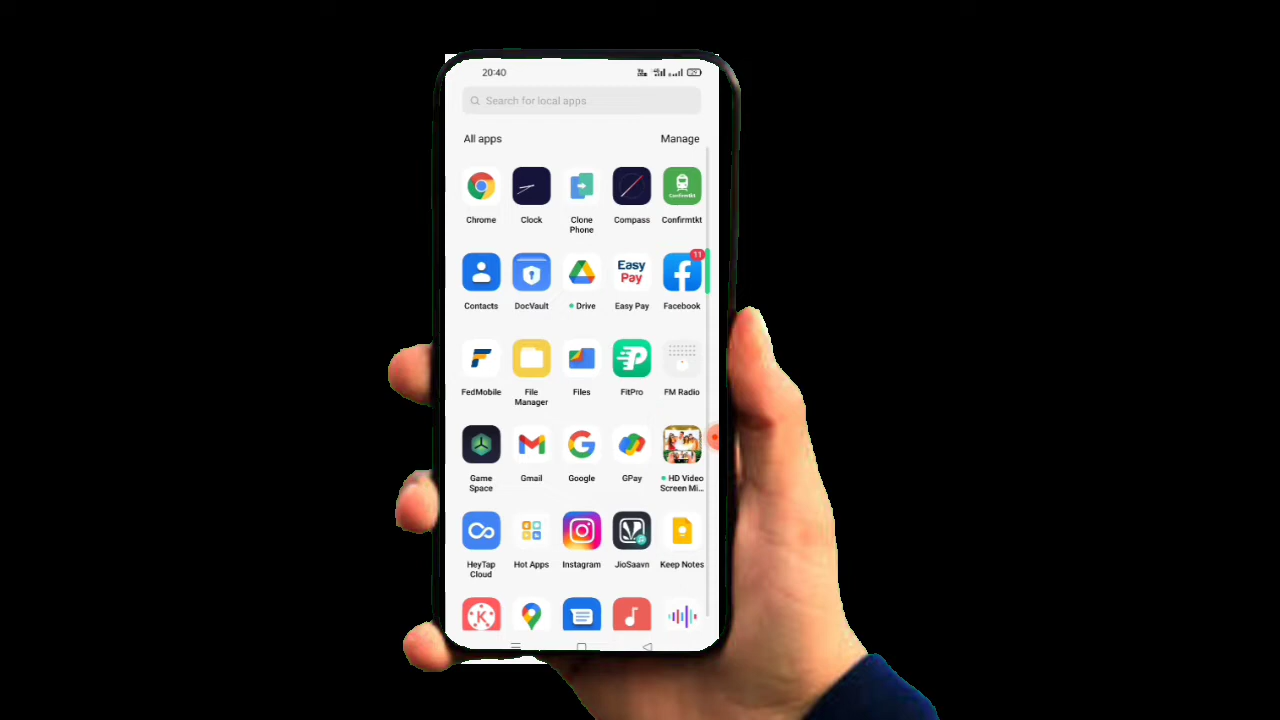 20:40
Search for local apps
All apps Manage
Confirmtkt
Chrome Clock Clone Phone Compass Confirmtkt
Easy Pay
11
Contacts DocVault Drive Easy Pay Facebook
FedMobile File Manager Files FitPro FM Radio
Game Space Gmail Google GPay HD Video Screen Mi...
HeyTap Cloud Hot Apps Instagram JioSaavn Keep Notes
K